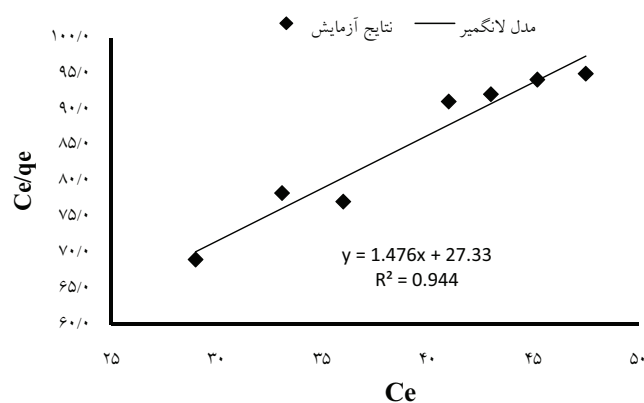 نتایج آزمایش مدل لانگمیر
۱۰۰/۰
۹۵/۰
۹۰/۰
۸۵/۰
۸۰/۰
۷۵/۰
۷۰/۰
۶۵/۰
۶۰/۰
Ce/qe
y = 1.476x + 27.33
R² = 0.944
۲۵ ۳۰ ۳۵ ۴۰ ۴۵ ۵۰
Ce